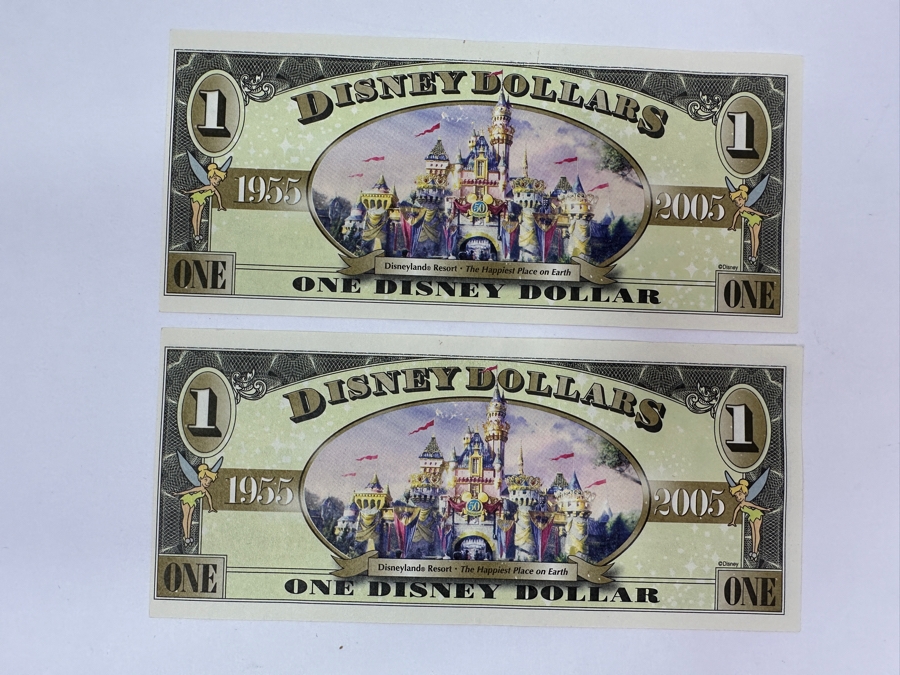 DISNEY DOLLARS
1 1
1955 2005
50
©Disney
Disneyland® Resort • The Happiest Place on Earth
ONE ONE
ONE DISNEY DOLLAR
DISNEY DOLLARS
1 1
1955 2005
50
©Disney
Disneyland® Resort • The Happiest Place on Earth
ONE ONE
ONE DISNEY DOLLAR